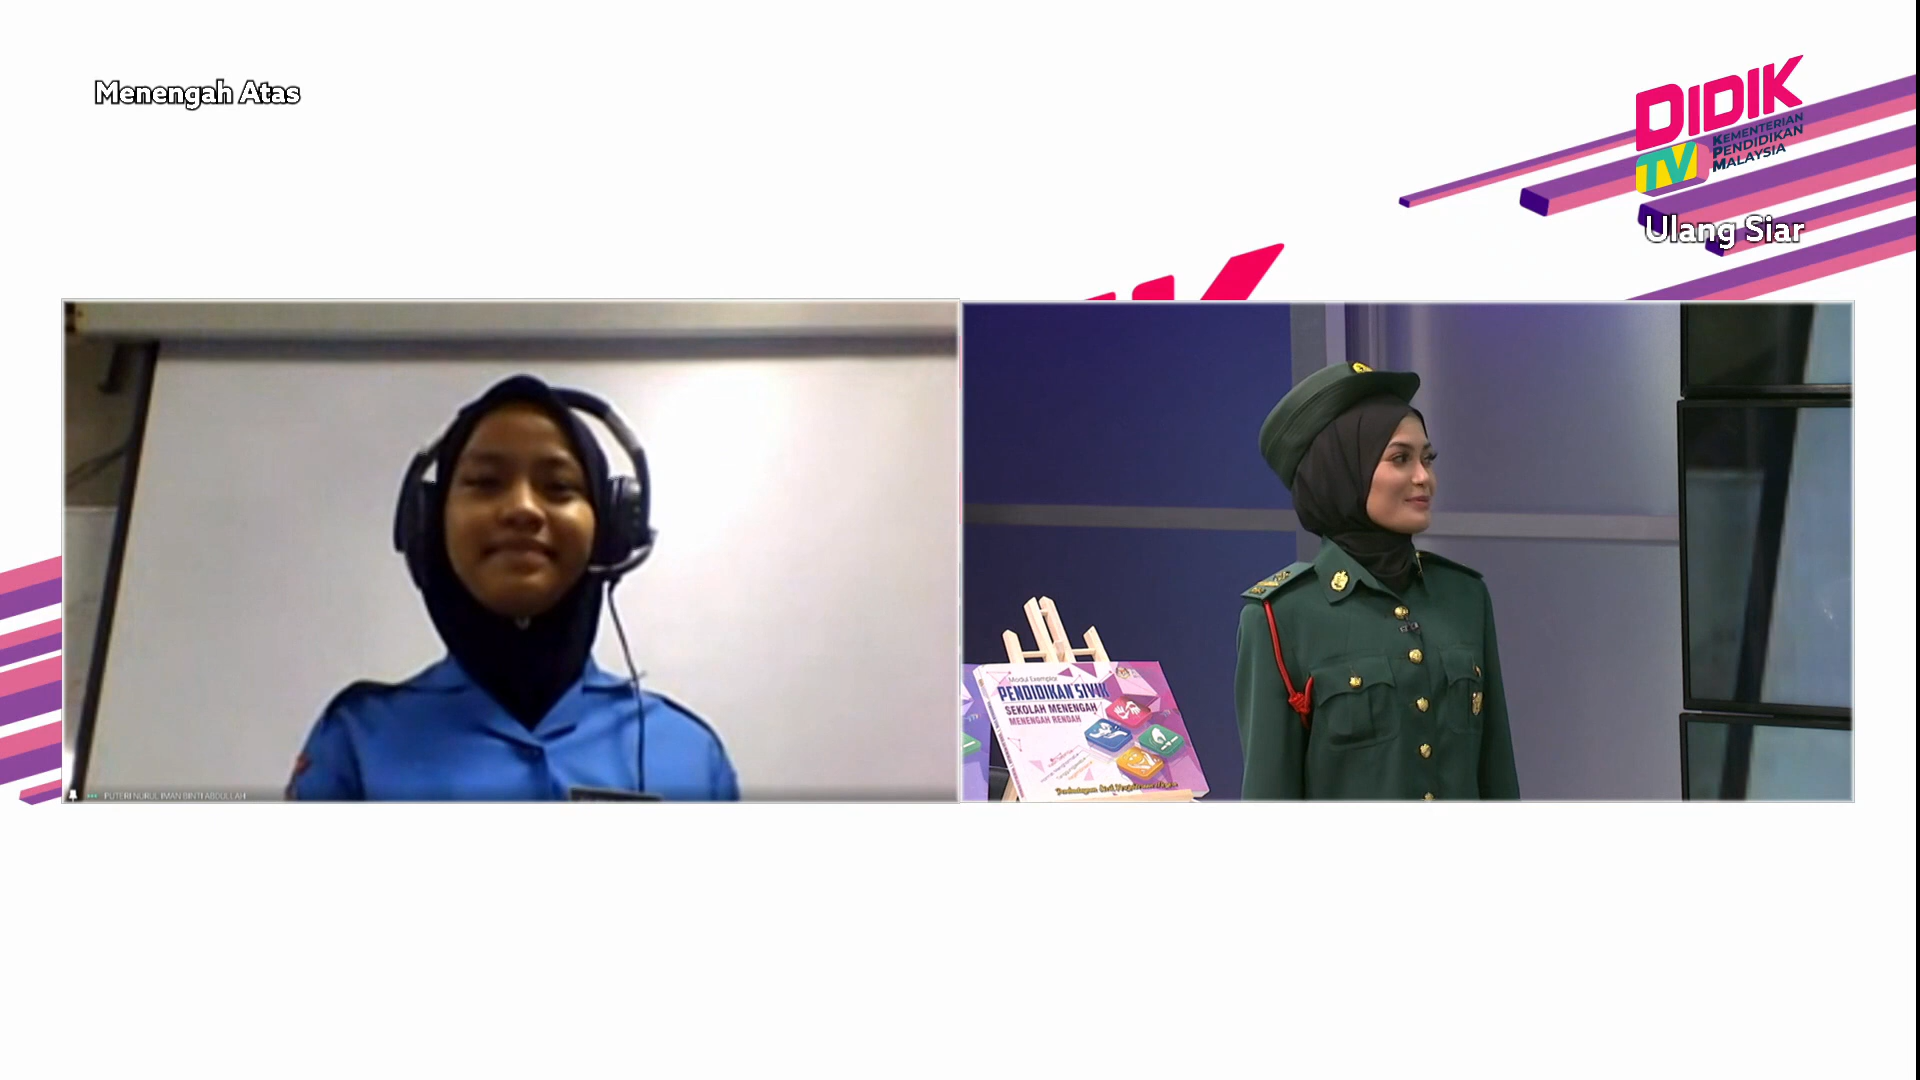 Menengah Atas
DIDIK
TV
KEMENTERIAN
PENDIDIKAN
MALAYSIA
Ulang Siar
Modul Exemplar
PENDIDIKAN SIVIK
SEKOLAH MENENGAH
MENENGAH RENDAH
PUTERI NURUL IMAN BINTI ABDULLAH